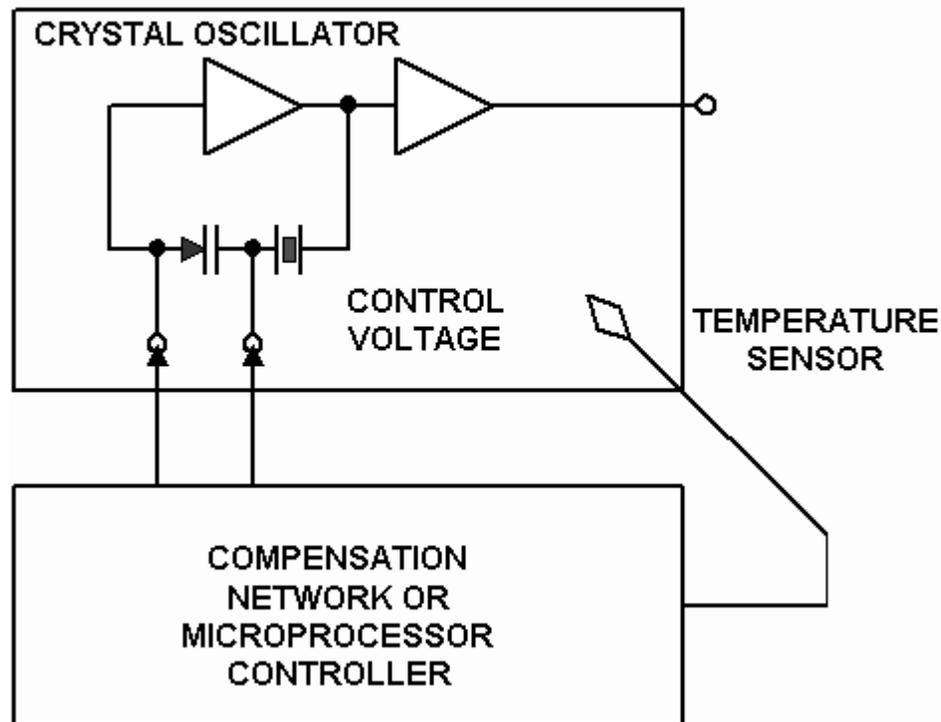 CRYSTAL OSCILLATOR
CONTROL
VOLTAGE
TEMPERATURE
SENSOR
COMPENSATION
NETWORK OR
MICROPROCESSOR
CONTROLLER